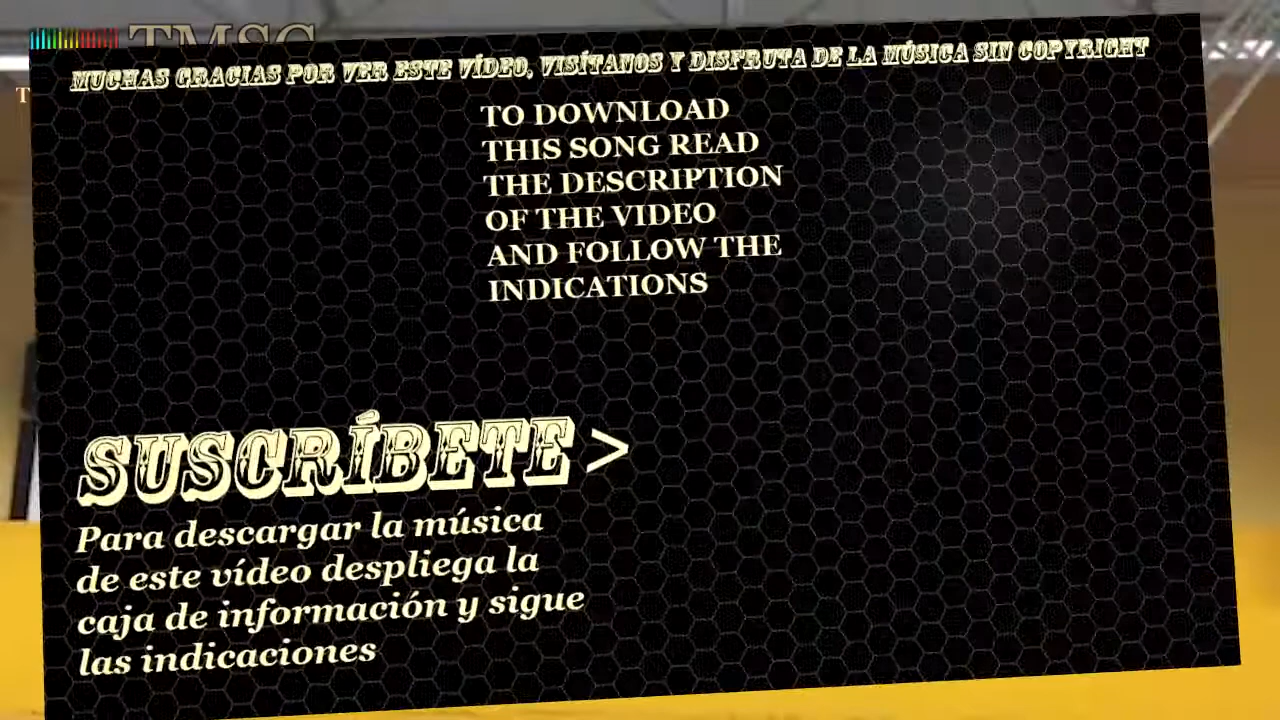 TMSC
MUCHAS GRACIAS POR VER ESTE VÍDEO, VISÍTANOS Y DISFRUTA DE LA MÚSICA SIN COPYRIGHT
TO DOWNLOAD
THIS SONG READ
THE DESCRIPTION
OF THE VIDEO
AND FOLLOW THE
INDICATIONS
SUSCRÍBETE >
Para descargar la música
de este vídeo despliega la
caja de información y sigue
las indicaciones